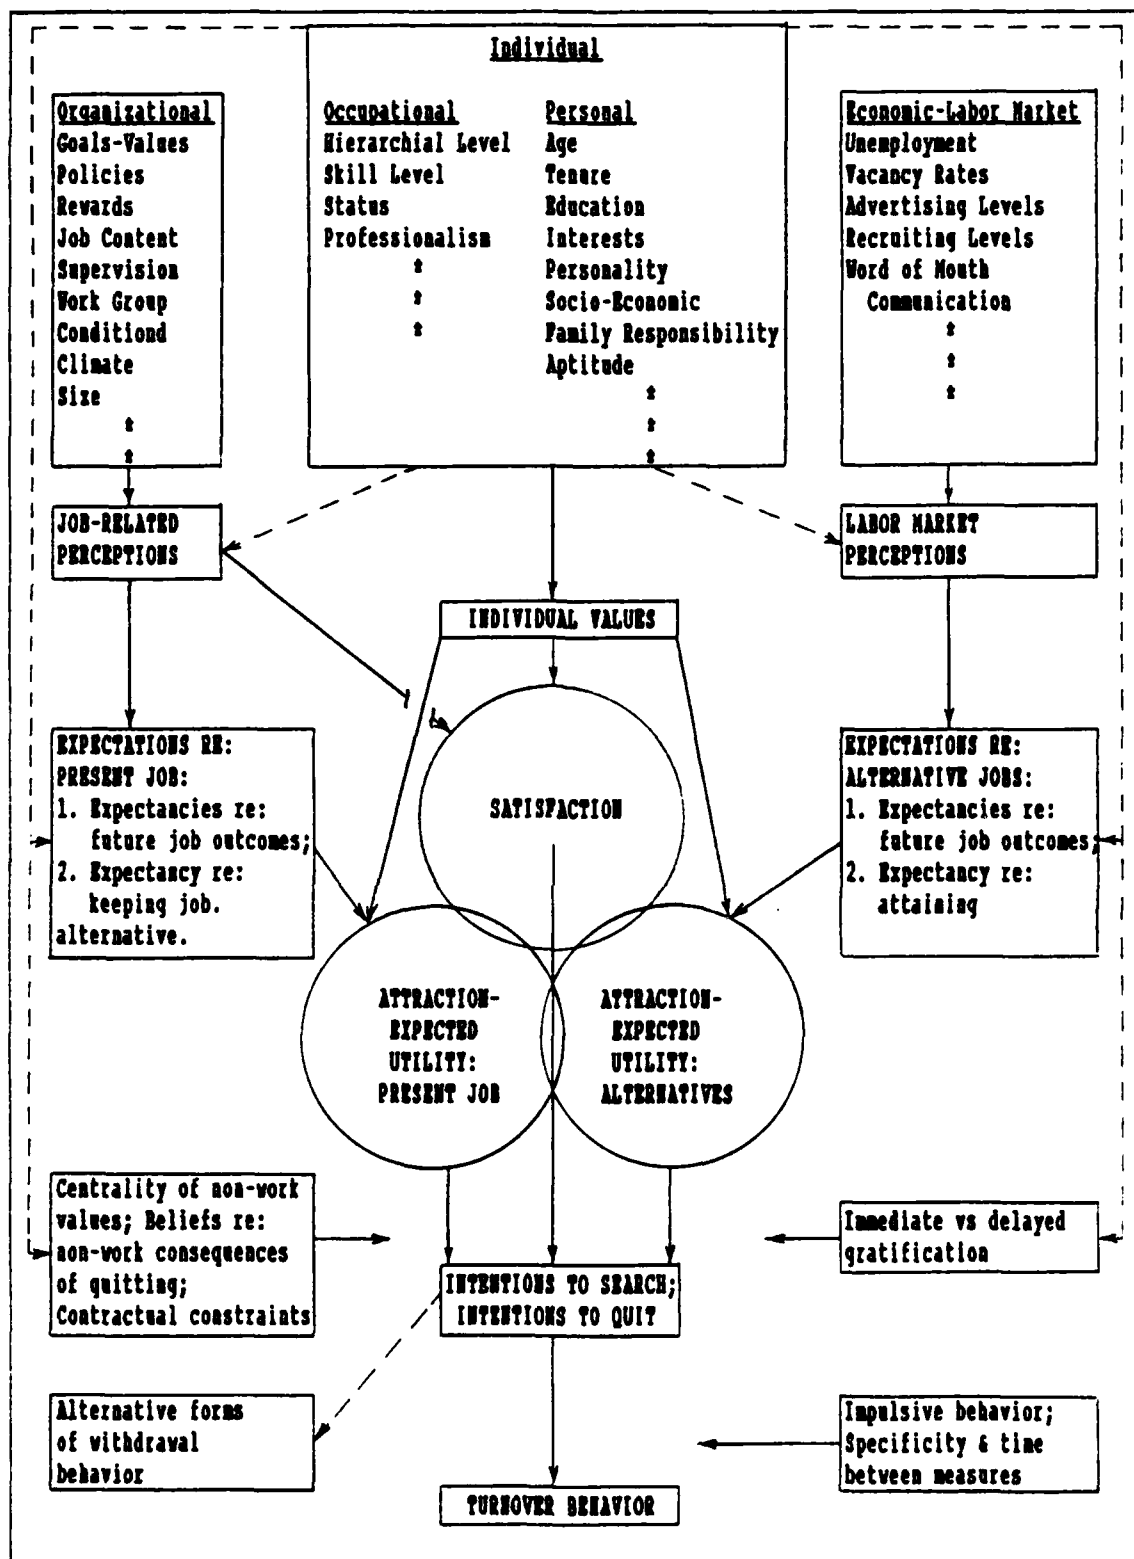 Individual
Organizational
Goals-Values
Policies
Rewards
Job Content
Supervision
Work Group
Conditiond
Climate
Size
Occupational
Hierarchial Level
Skill Level
Status
Professionalism
Personal
Age
Tenure
Education
Interests
Personality
Socio-Economic
Family Responsibility
Aptitude
Economic-Labor Market
Unemployment
Vacancy Rates
Advertising Levels
Recruiting Levels
Word of Mouth
Communication
JOB-RELATED
PERCEPTIONS
LABOR MARKET
PERCEPTIONS
INDIVIDUAL VALUES
EXPECTATIONS RE:
PRESENT JOB:
1. Expectancies re:
future job outcomes;
2. Expectancy re:
keeping job.
alternative.
SATISFACTION
EXPECTATIONS RE:
ALTERNATIVE JOBS:
1. Expectancies re:
future job outcomes;
2. Expectancy re:
attaining
ATTRACTION-
EXPECTED
UTILITY:
PRESENT JOB
ATTRACTION-
EXPECTED
UTILITY:
ALTERNATIVES
Centrality of non-work
values; Beliefs re:
non-work consequences
of quitting;
Contractual constraints
Immediate vs delayed
gratification
INTENTIONS TO SEARCH;
INTENTIONS TO QUIT
Alternative forms
of withdraval
behavior
Impulsive behavior;
Specificity & time
between measures
TURNOVER BEHAVIOR